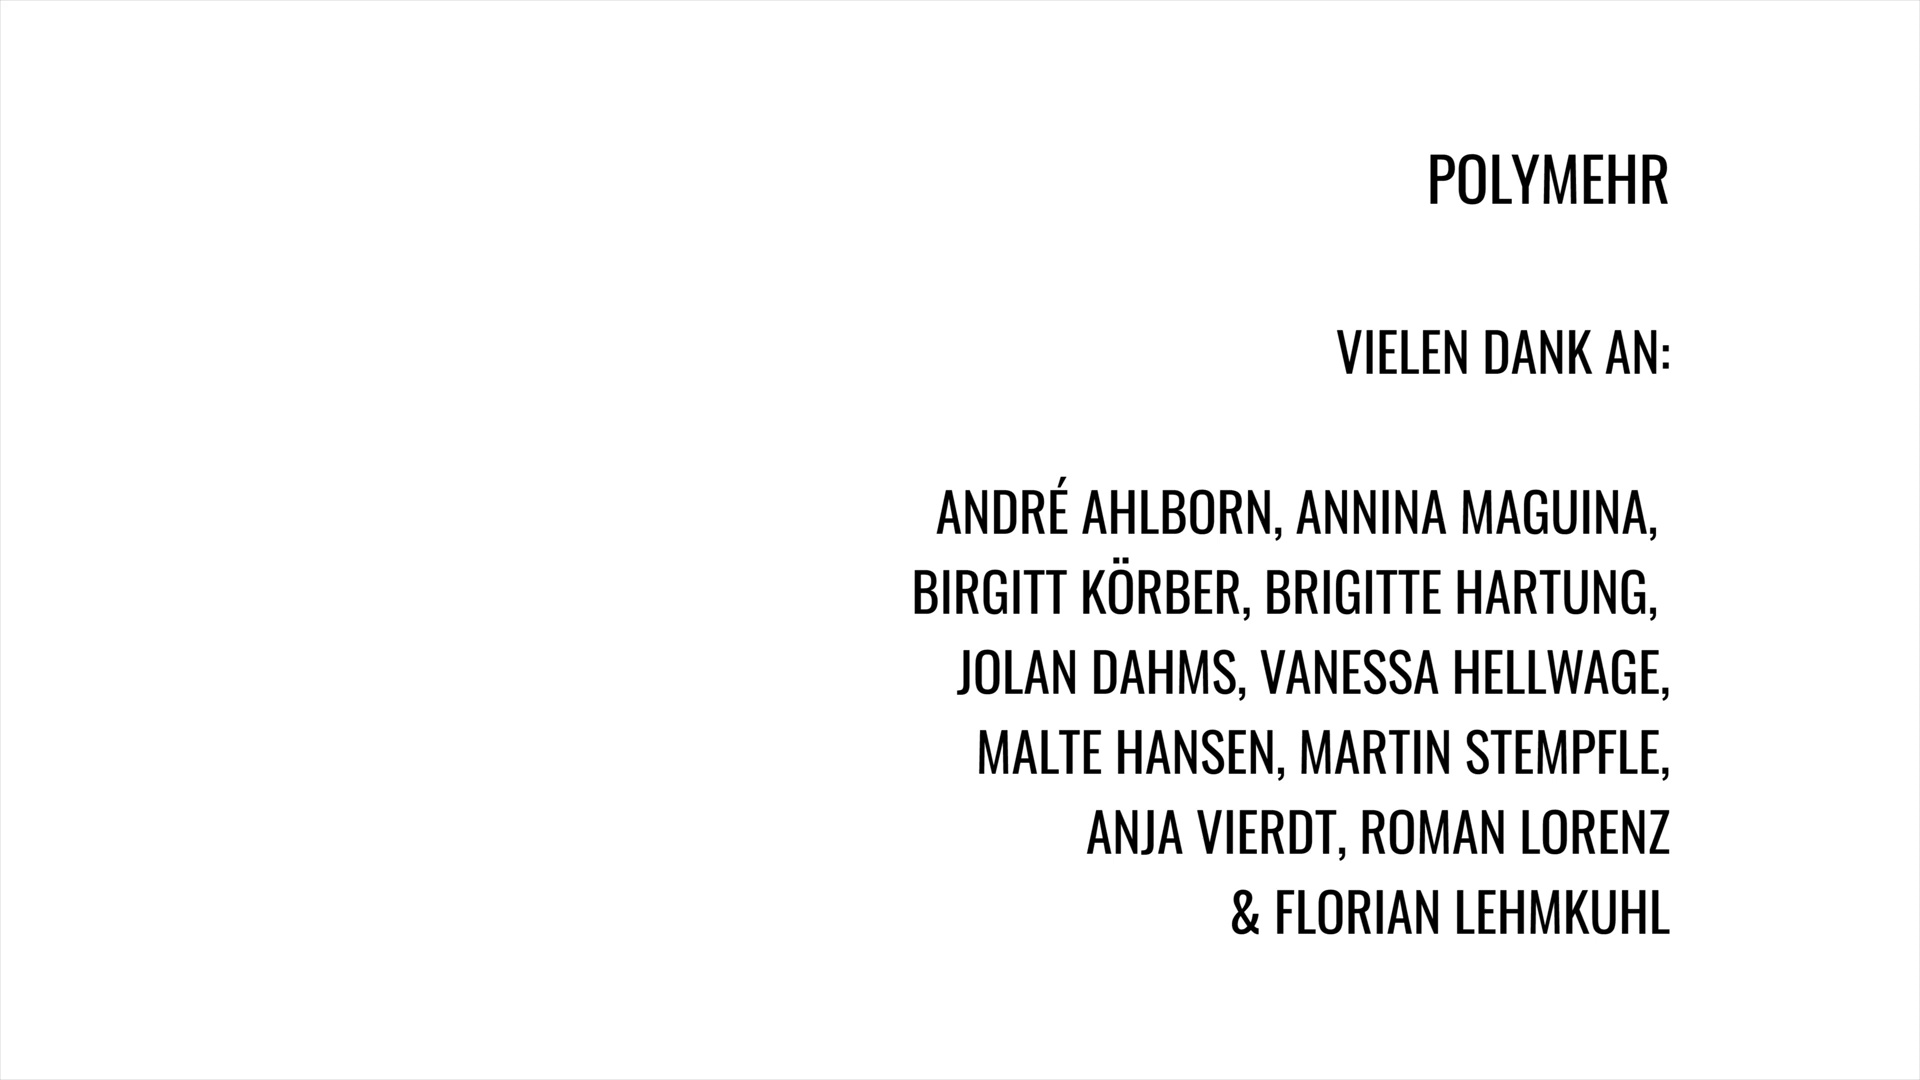 POLYMEHR
VIELEN DANK AN:
ANDRÉ AHLBORN, ANNINA MAGUINA,
BIRGITT KÖRBER, BRIGITTE HARTUNG,
JOLAN DAHMS, VANESSA HELLWAGE,
MALTE HANSEN, MARTIN STEMPFLE,
ANJA VIERDT, ROMAN LORENZ
& FLORIAN LEHMKUHL